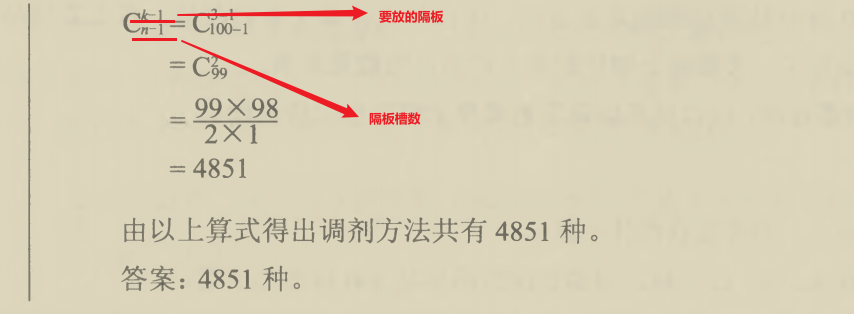 C_{n-1}^{k-1} = C_{100-1}^{3-1}
要放的隔板
= C_{99}^{2}
= \frac{99×98}{2×1}
隔板槽数
= 4851
由以上算式得出调剂方法共有 4851 种。
答案: 4851 种。